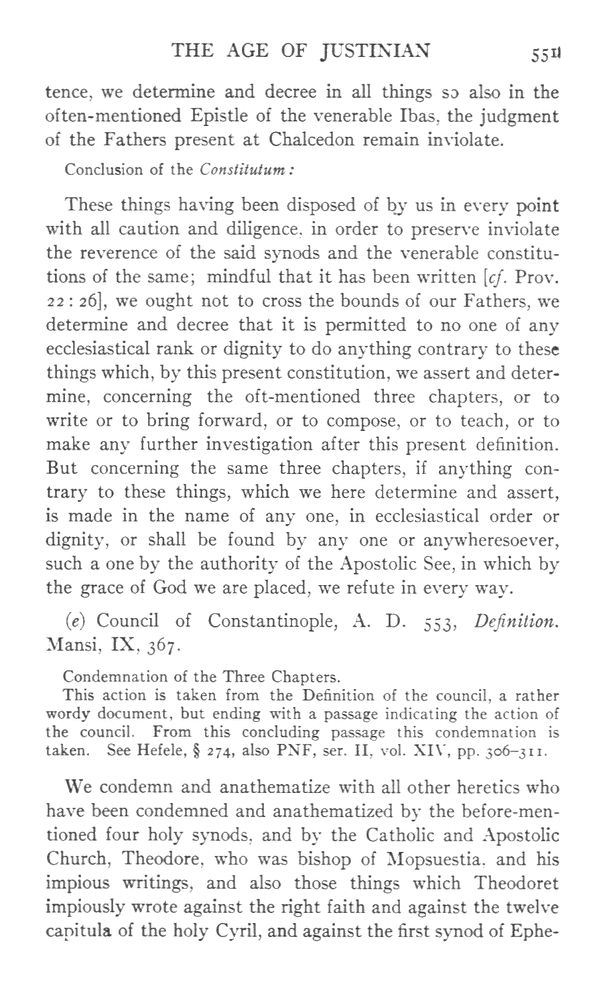 THE AGE OF JUSTINIAN 551
tence, we determine and decree in all things so also in the
often-mentioned Epistle of the venerable Ibas, the judgment
of the Fathers present at Chalcedon remain inviolate.
Conclusion of the Constitutum:
These things having been disposed of by us in every point
with all caution and diligence, in order to preserve inviolate
the reverence of the said synods and the venerable constitu-
tions of the same; mindful that it has been written [cf. Prov.
22 : 26], we ought not to cross the bounds of our Fathers, we
determine and decree that it is permitted to no one of any
ecclesiastical rank or dignity to do anything contrary to these
things which, by this present constitution, we assert and deter-
mine, concerning the oft-mentioned three chapters, or to
write or to bring forward, or to compose, or to teach, or to
make any further investigation after this present definition.
But concerning the same three chapters, if anything con-
trary to these things, which we here determine and assert,
is made in the name of any one, in ecclesiastical order or
dignity, or shall be found by any one or anywheresoever,
such a one by the authority of the Apostolic See, in which by
the grace of God we are placed, we refute in every way.
(e) Council of Constantinople, A. D. 553, Definition.
Mansi, IX, 367.
Condemnation of the Three Chapters.
This action is taken from the Definition of the council, a rather
wordy document, but ending with a passage indicating the action of
the council. From this concluding passage this condemnation is
taken. See Hefele, § 274, also PNF, ser. II, vol. XIV, pp. 306–311.
We condemn and anathematize with all other heretics who
have been condemned and anathematized by the before-men-
tioned four holy synods, and by the Catholic and Apostolic
Church, Theodore, who was bishop of Mopsuestia, and his
impious writings, and also those things which Theodoret
impiously wrote against the right faith and against the twelve
capitula of the holy Cyril, and against the first synod of Ephe-